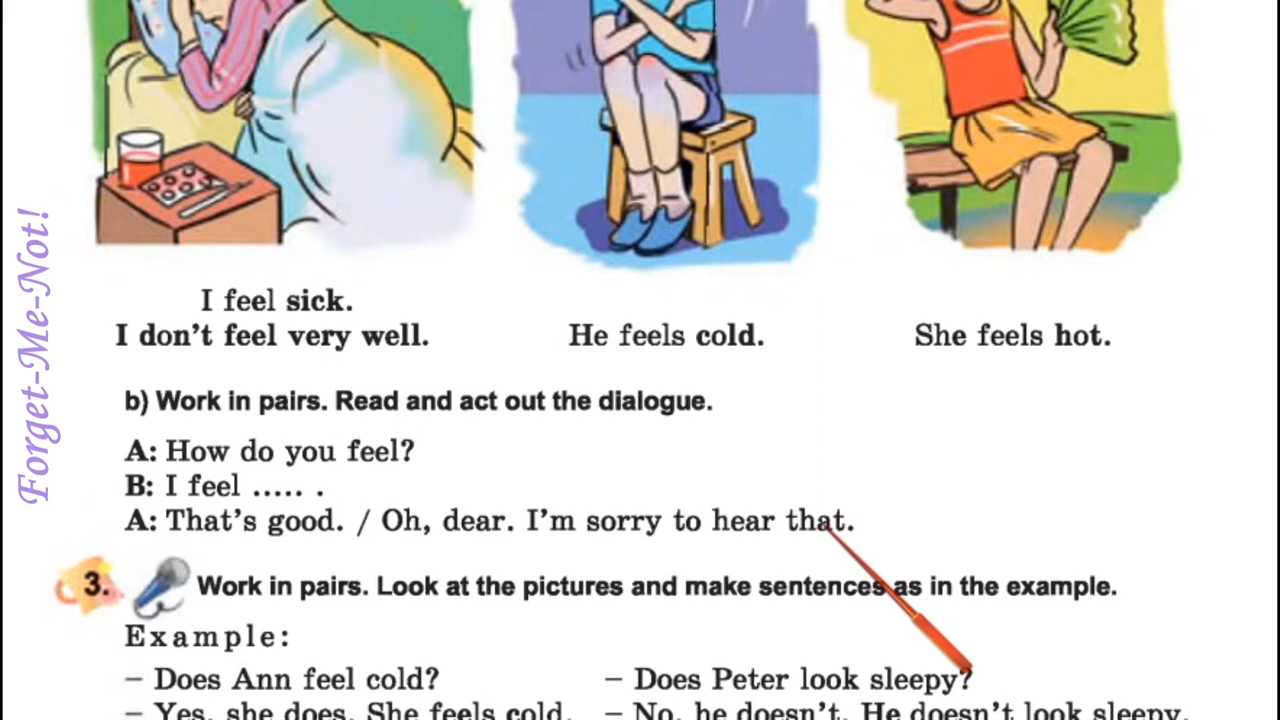 Forget-Me-Not!
I feel sick.
I don't feel very well.
He feels cold.
She feels hot.
b) Work in pairs. Read and act out the dialogue.
A: How do you feel?
B: I feel ..... .
A: That's good. / Oh, dear. I'm sorry to hear that.
3. Work in pairs. Look at the pictures and make sentences as in the example.
Example:
– Does Ann feel cold?
– Yes, she does. She feels cold.
– Does Peter look sleepy?
– No, he doesn't. He doesn't look sleepy.